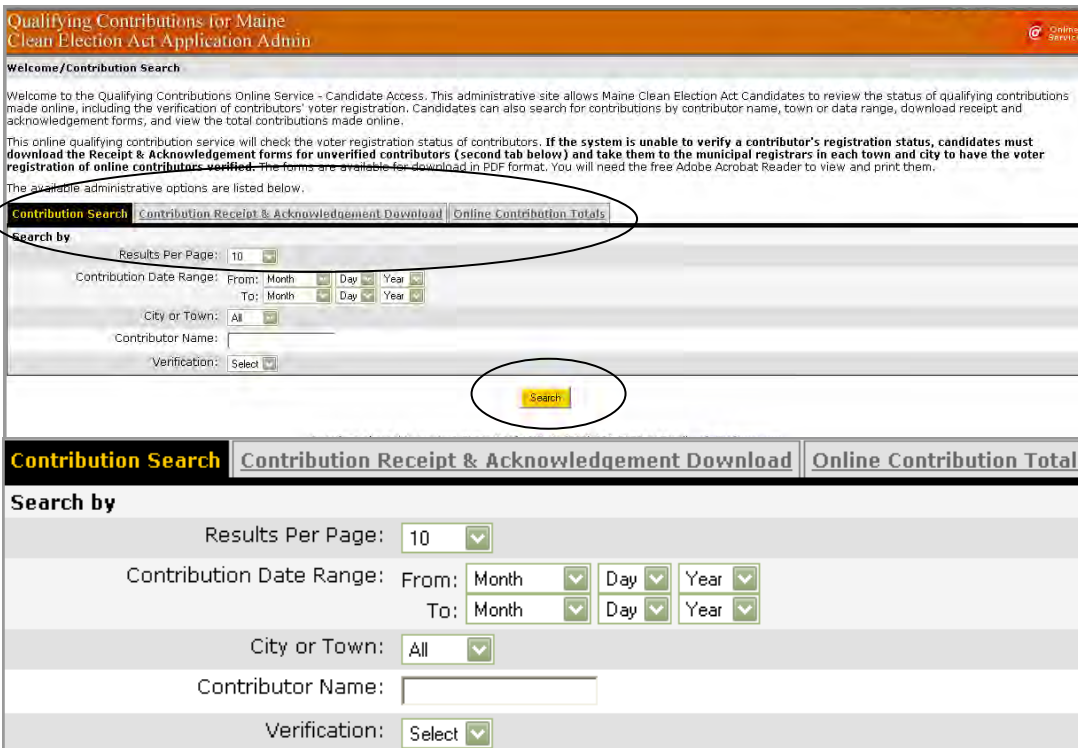 Qualifying Contributions for Maine
Clean Election Act Application Admin
Online
Service
Welcome/Contribution Search
Welcome to the Qualifying Contributions Online Service - Candidate Access. This administrative site allows Maine Clean Election Act Candidates to review the status of qualifying contributions
made online, including the verification of contributors' voter registration. Candidates can also search for contributions by contributor name, town or data range, download receipt and
acknowledgement forms, and view the total contributions made online.
This online qualifying contribution service will check the voter registration status of contributors. If the system is unable to verify a contributor's registration status, candidates must
download the Receipt & Acknowledgement forms for unverified contributors (second tab below) and take them to the municipal registrars in each town and city to have the voter
registration of online contributors verified. The forms are available for download in PDF format. You will need the free Adobe Acrobat Reader to view and print them.
The available administrative options are listed below.
Contribution Search Contribution Receipt & Acknowledgement Download Online Contribution Totals
Search by
Results Per Page: 10
Contribution Date Range: From: Month Day Year
To: Month Day Year
City or Town: All
Contributor Name:
Verification: Select
Search
Contribution Search Contribution Receipt & Acknowledgement Download Online Contribution Total
Search by
Results Per Page: 10
Contribution Date Range: From: Month Day Year
To: Month Day Year
City or Town: All
Contributor Name:
Verification: Select